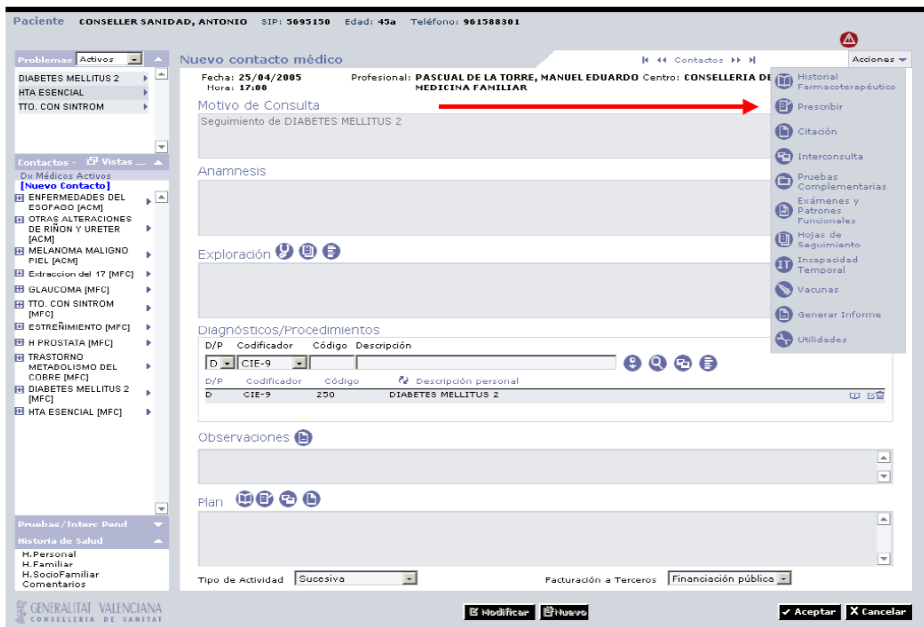 Paciente CONSELLER SANIDAD, ANTONIO SIP: 5695150 Edad: 45a Teléfono: 961588301
Problemas Activos
DIABETES MELLITUS 2
HTA ESENCIAL
TTO. CON SINTROM
Contactos - Vistas ...
Dx Médicos Activos
[Nuevo Contacto]
ENFERMEDADES DEL
ESOFAGO [ACM]
OTRAS ALTERACIONES
DE RIÑON Y URETER
[ACM]
MELANOMA MALIGNO
PIEL [ACM]
Extraccion del 17 [MFC]
GLAUCOMA [MFC]
TTO. CON SINTROM
[MFC]
ESTREÑIMIENTO [MFC]
H PROSTATA [MFC]
TRASTORNO
METABOLISMO DEL
COBRE [MFC]
DIABETES MELLITUS 2
[MFC]
HTA ESENCIAL [MFC]
Pruebas/Interc Pend
Historia de Salud
H.Personal
H.Familiar
H.SocioFamiliar
Comentarios
Nuevo contacto médico
Contactos
Acciones
Fecha: 25/04/2005 Profesional: PASCUAL DE LA TORRE, MANUEL EDUARDO Centro: CONSELLERIA DE
Hora: 17:00 MEDICINA FAMILIAR
Motivo de Consulta
Seguimiento de DIABETES MELLITUS 2
Anamnesis
Exploración
Diagnósticos/Procedimientos
D/P Codificador Código Descripción
D CIE-9
D/P Codificador código Descripción personal
D CIE-9 250 DIABETES MELLITUS 2
Observaciones
Plan
Tipo de Actividad Sucesiva Facturación a Terceros Financiación pública
Historial
Farmacoterapéutico
Prescribir
Citación
Interconsulta
Pruebas
Complementarias
Exámenes y
Patrones
Funcionales
Hojas de
Seguimiento
IT Incapacidad
Temporal
Vacunas
Generar Informe
Utilidades
GENERALITAT VALENCIANA
CONSELLERIA DE SANITAT
Modificar Nuevo Aceptar X Cancelar